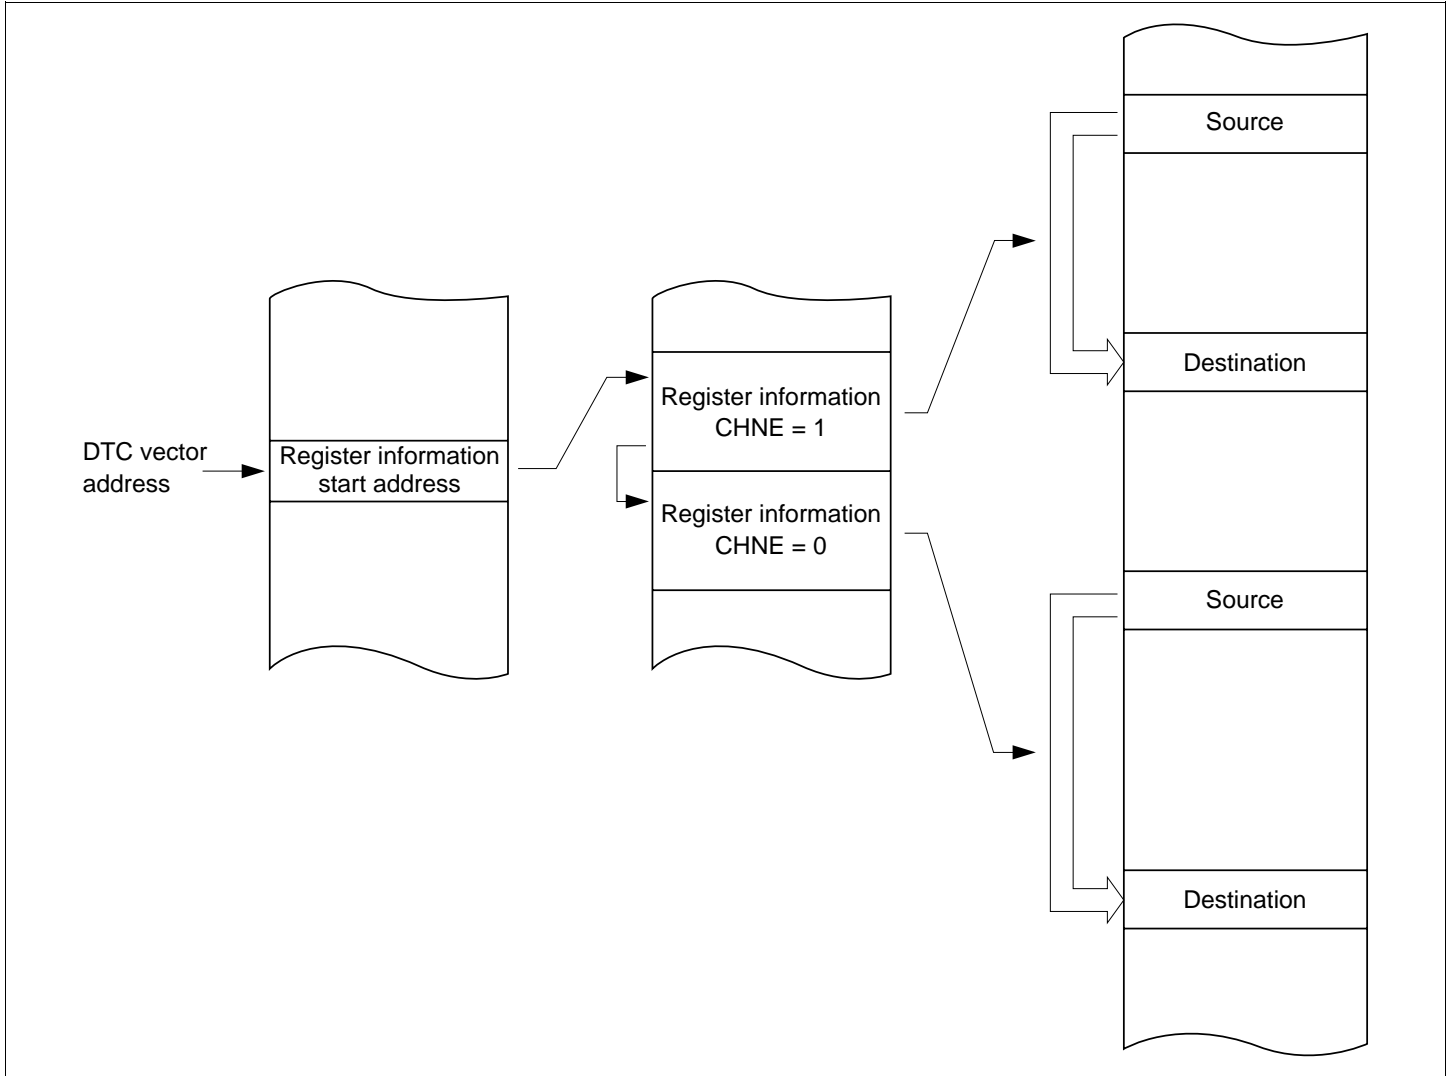 DTC vector
address
Register information
start address
Register information
CHNE = 1
Register information
CHNE = 0
Source
Destination
Source
Destination